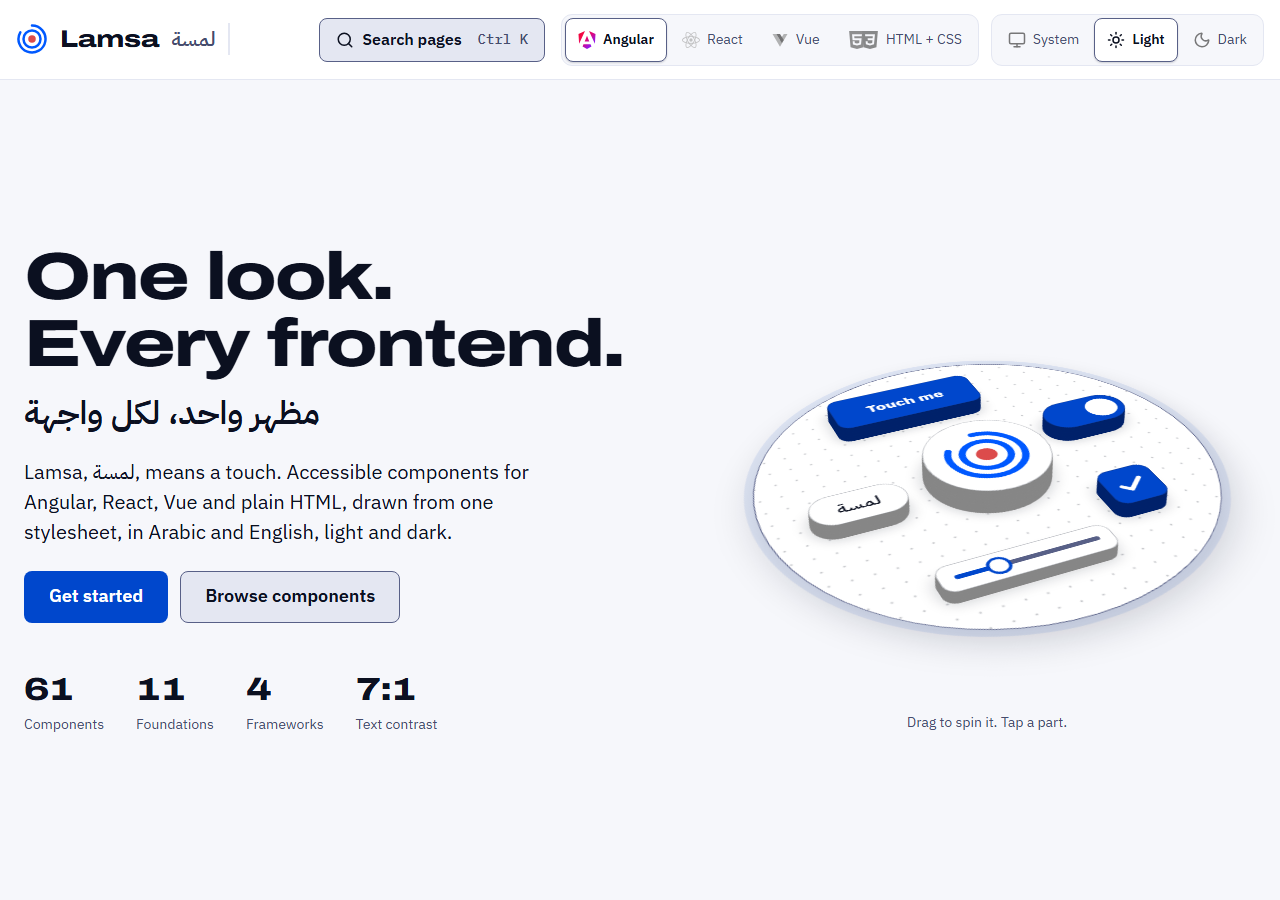 Lamsa لمسة
Search pages Ctrl K
Angular React Vue HTML + CSS
System Light Dark
One look.
Every frontend.
مظهر واحد، لكل واجهة
Lamsa, لمسة, means a touch. Accessible components for
Angular, React, Vue and plain HTML, drawn from one
stylesheet, in Arabic and English, light and dark.
Get started Browse components
61 11 4 7:1
Components Foundations Frameworks Text contrast
Touch me
لمسة
Drag to spin it. Tap a part.